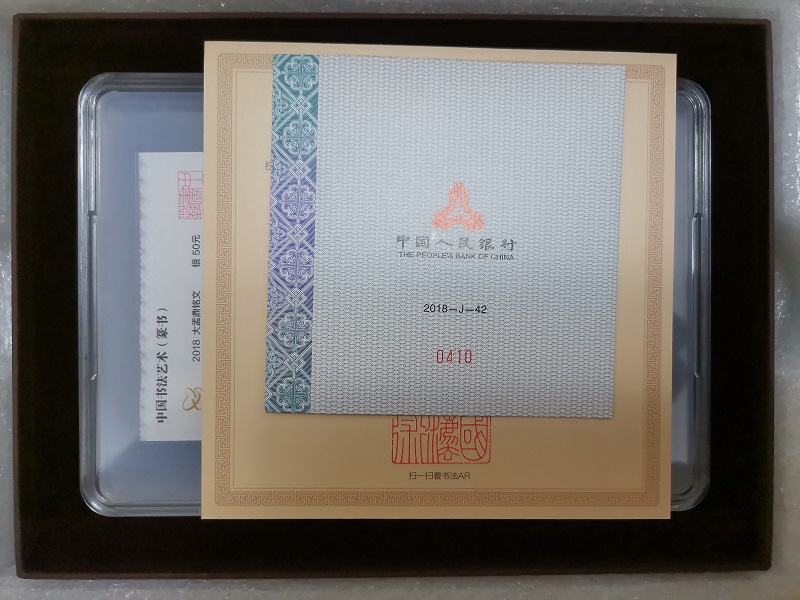 中国人民银行
THE PEOPLE'S BANK OF CHINA
2018-J-42
0410
扫一扫看书法AR
中国书法艺术（篆书）
2018 大盂鼎铭文 银 50元